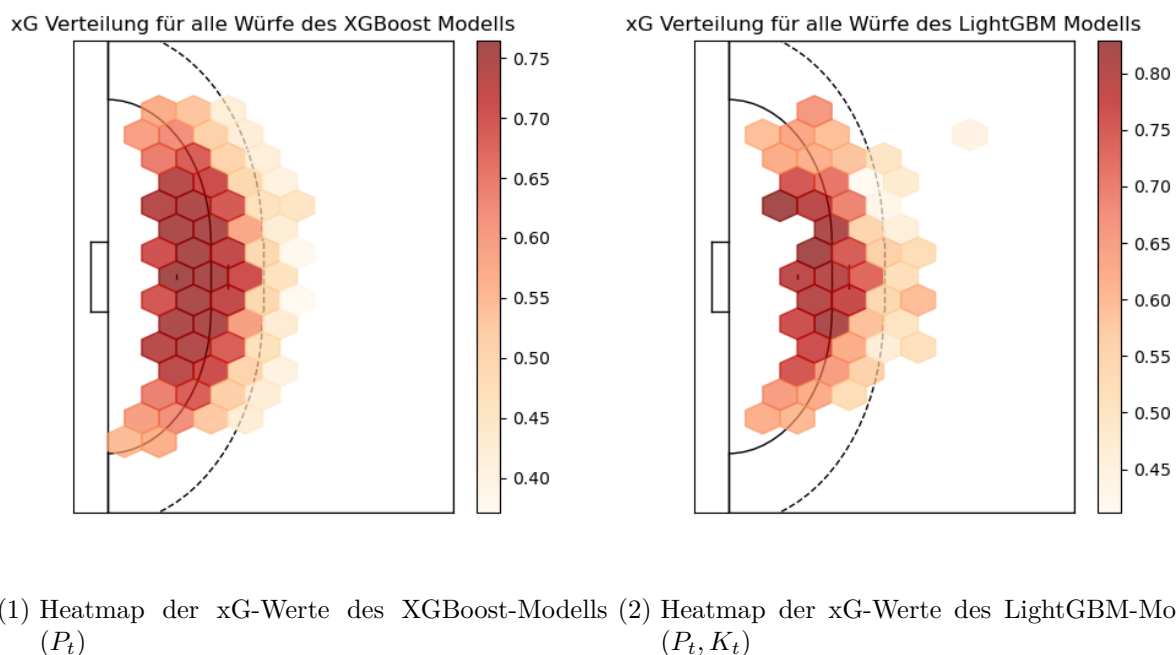 xG Verteilung für alle Würfe des XGBoost Modells
0.75
0.70
0.65
0.60
0.55
0.50
0.45
0.40
xG Verteilung für alle Würfe des LightGBM Modells
0.80
0.75
0.70
0.65
0.60
0.55
0.50
0.45
(1) Heatmap der xG-Werte des XGBoost-Modells
(P_t)
(2) Heatmap der xG-Werte des LightGBM-Mo
(P_t, K_t)